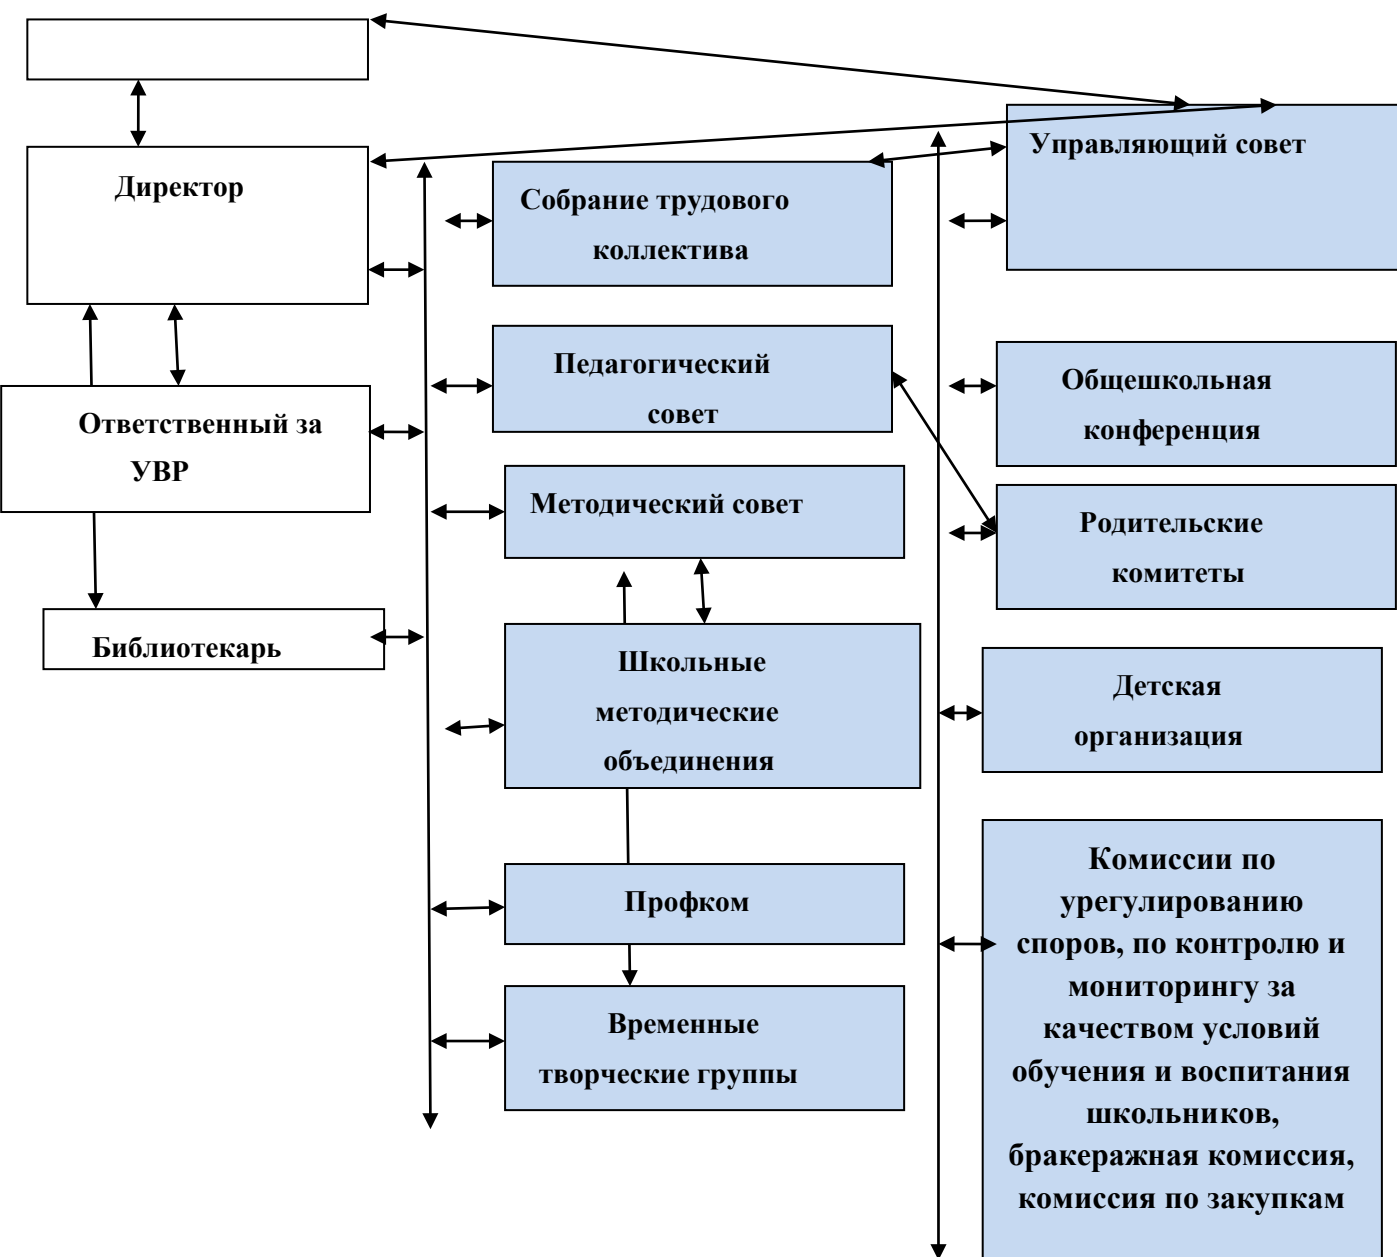 Директор
Ответственный за
УВР
Библиотекарь
Собрание трудового
коллектива
Педагогический
совет
Методический совет
Школьные
методические
объединения
Профком
Временные
творческие группы
Управляющий совет
Общешкольная
конференция
Родительские
комитеты
Детская
организация
Комиссии по
урегулированию
споров, по контролю и
мониторингу за
качеством условий
обучения и воспитания
школьников,
бракеражная комиссия,
комиссия по закупкам